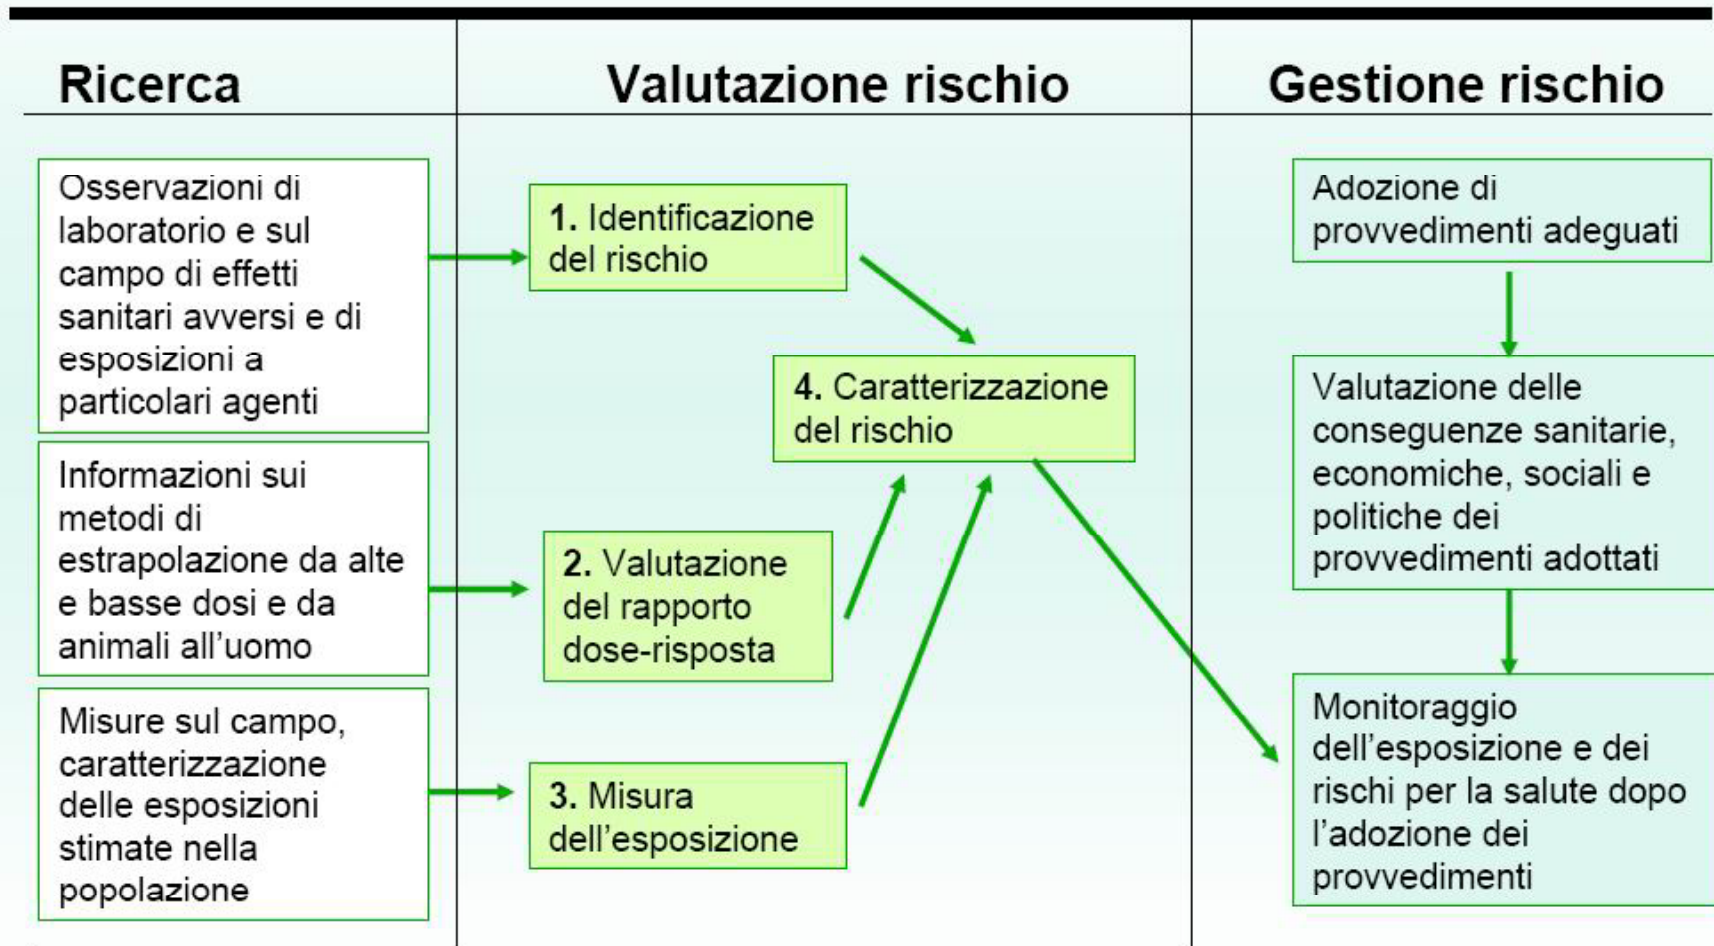 Ricerca
Valutazione rischio
Gestione rischio
Osservazioni di
laboratorio e sul
campo di effetti
sanitari avversi e di
esposizioni a
particolari agenti
Informazioni sui
metodi di
estrapolazione da alte
e basse dosi e da
animali all'uomo
Misure sul campo,
caratterizzazione
delle esposizioni
stimate nella
popolazione
1. Identificazione
del rischio
4. Caratterizzazione
del rischio
2. Valutazione
del rapporto
dose-risposta
3. Misura
dell'esposizione
Adozione di
provvedimenti adeguati
Valutazione delle
conseguenze sanitarie,
economiche, sociali e
politiche dei
provvedimenti adottati
Monitoraggio
dell'esposizione e dei
rischi per la salute dopo
l'adozione dei
provvedimenti